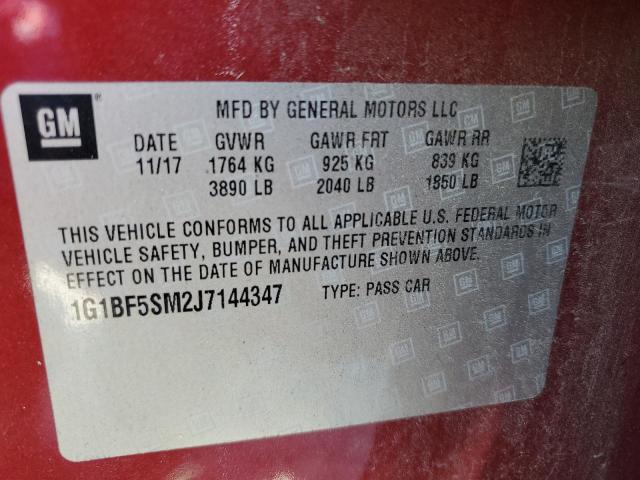 GM® MFD BY GENERAL MOTORS LLC
DATE GVWR GAWR FRT GAWR RR
11/17 1764 KG 925 KG 839 KG
3890 LB 2040 LB 1850 LB
THIS VEHICLE CONFORMS TO ALL APPLICABLE U.S. FEDERAL MOTOR
VEHICLE SAFETY, BUMPER, AND THEFT PREVENTION STANDARDS IN
EFFECT ON THE DATE OF MANUFACTURE SHOWN ABOVE.
1G1BF5SM2J7144347 TYPE: PASS CAR